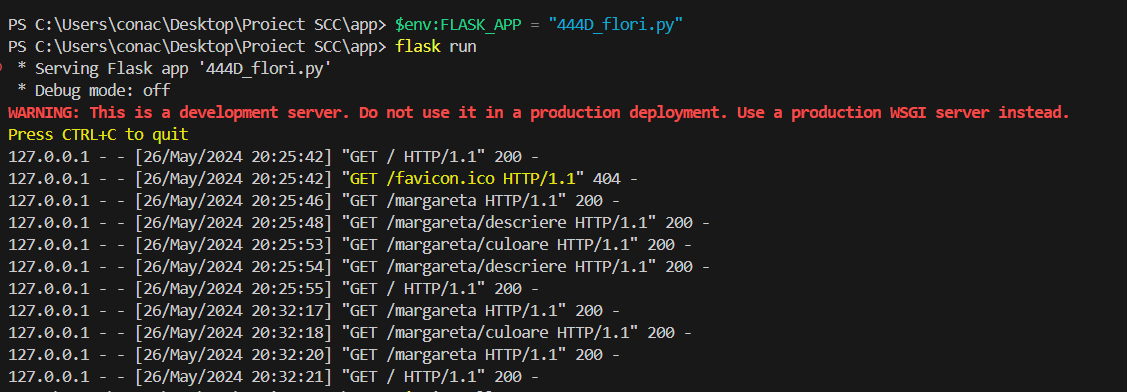 PS C:\Users\conac\Desktop\Proiect SCC\app> $env:FLASK_APP = "444D_flori.py"
PS C:\Users\conac\Desktop\Proiect SCC\app> flask run
 * Serving Flask app '444D_flori.py'
 * Debug mode: off
WARNING: This is a development server. Do not use it in a production deployment. Use a production WSGI server instead.
Press CTRL+C to quit
127.0.0.1 - - [26/May/2024 20:25:42] "GET / HTTP/1.1" 200 -
127.0.0.1 - - [26/May/2024 20:25:42] "GET /favicon.ico HTTP/1.1" 404 -
127.0.0.1 - - [26/May/2024 20:25:46] "GET /margareta HTTP/1.1" 200 -
127.0.0.1 - - [26/May/2024 20:25:48] "GET /margareta/descriere HTTP/1.1" 200 -
127.0.0.1 - - [26/May/2024 20:25:53] "GET /margareta/culoare HTTP/1.1" 200 -
127.0.0.1 - - [26/May/2024 20:25:54] "GET /margareta/descriere HTTP/1.1" 200 -
127.0.0.1 - - [26/May/2024 20:25:55] "GET / HTTP/1.1" 200 -
127.0.0.1 - - [26/May/2024 20:32:17] "GET /margareta HTTP/1.1" 200 -
127.0.0.1 - - [26/May/2024 20:32:18] "GET /margareta/culoare HTTP/1.1" 200 -
127.0.0.1 - - [26/May/2024 20:32:20] "GET /margareta HTTP/1.1" 200 -
127.0.0.1 - - [26/May/2024 20:32:21] "GET / HTTP/1.1" 200 -